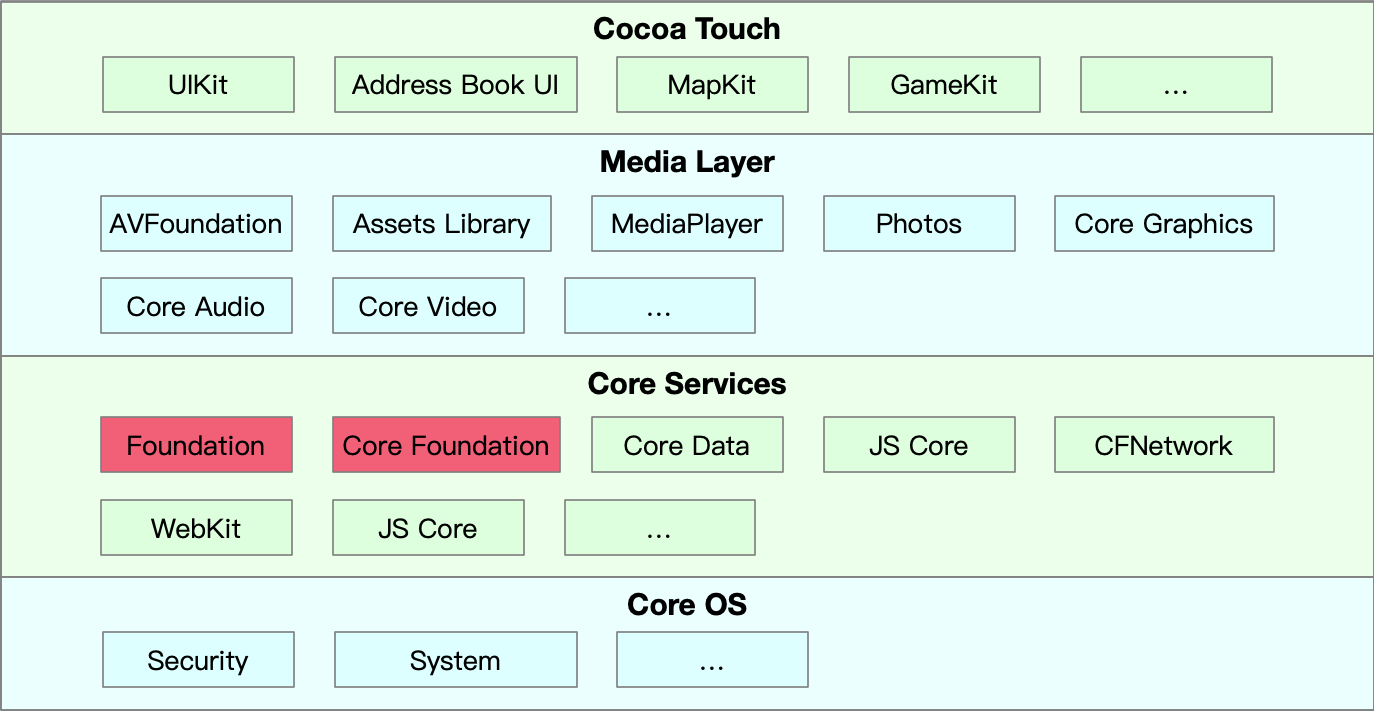 Cocoa Touch
UIKit Address Book UI MapKit GameKit ...
Media Layer
AVFoundation Assets Library MediaPlayer Photos Core Graphics
Core Audio Core Video ...
Core Services
Foundation Core Foundation Core Data JS Core CFNetwork
WebKit JS Core ...
Core OS
Security System ...